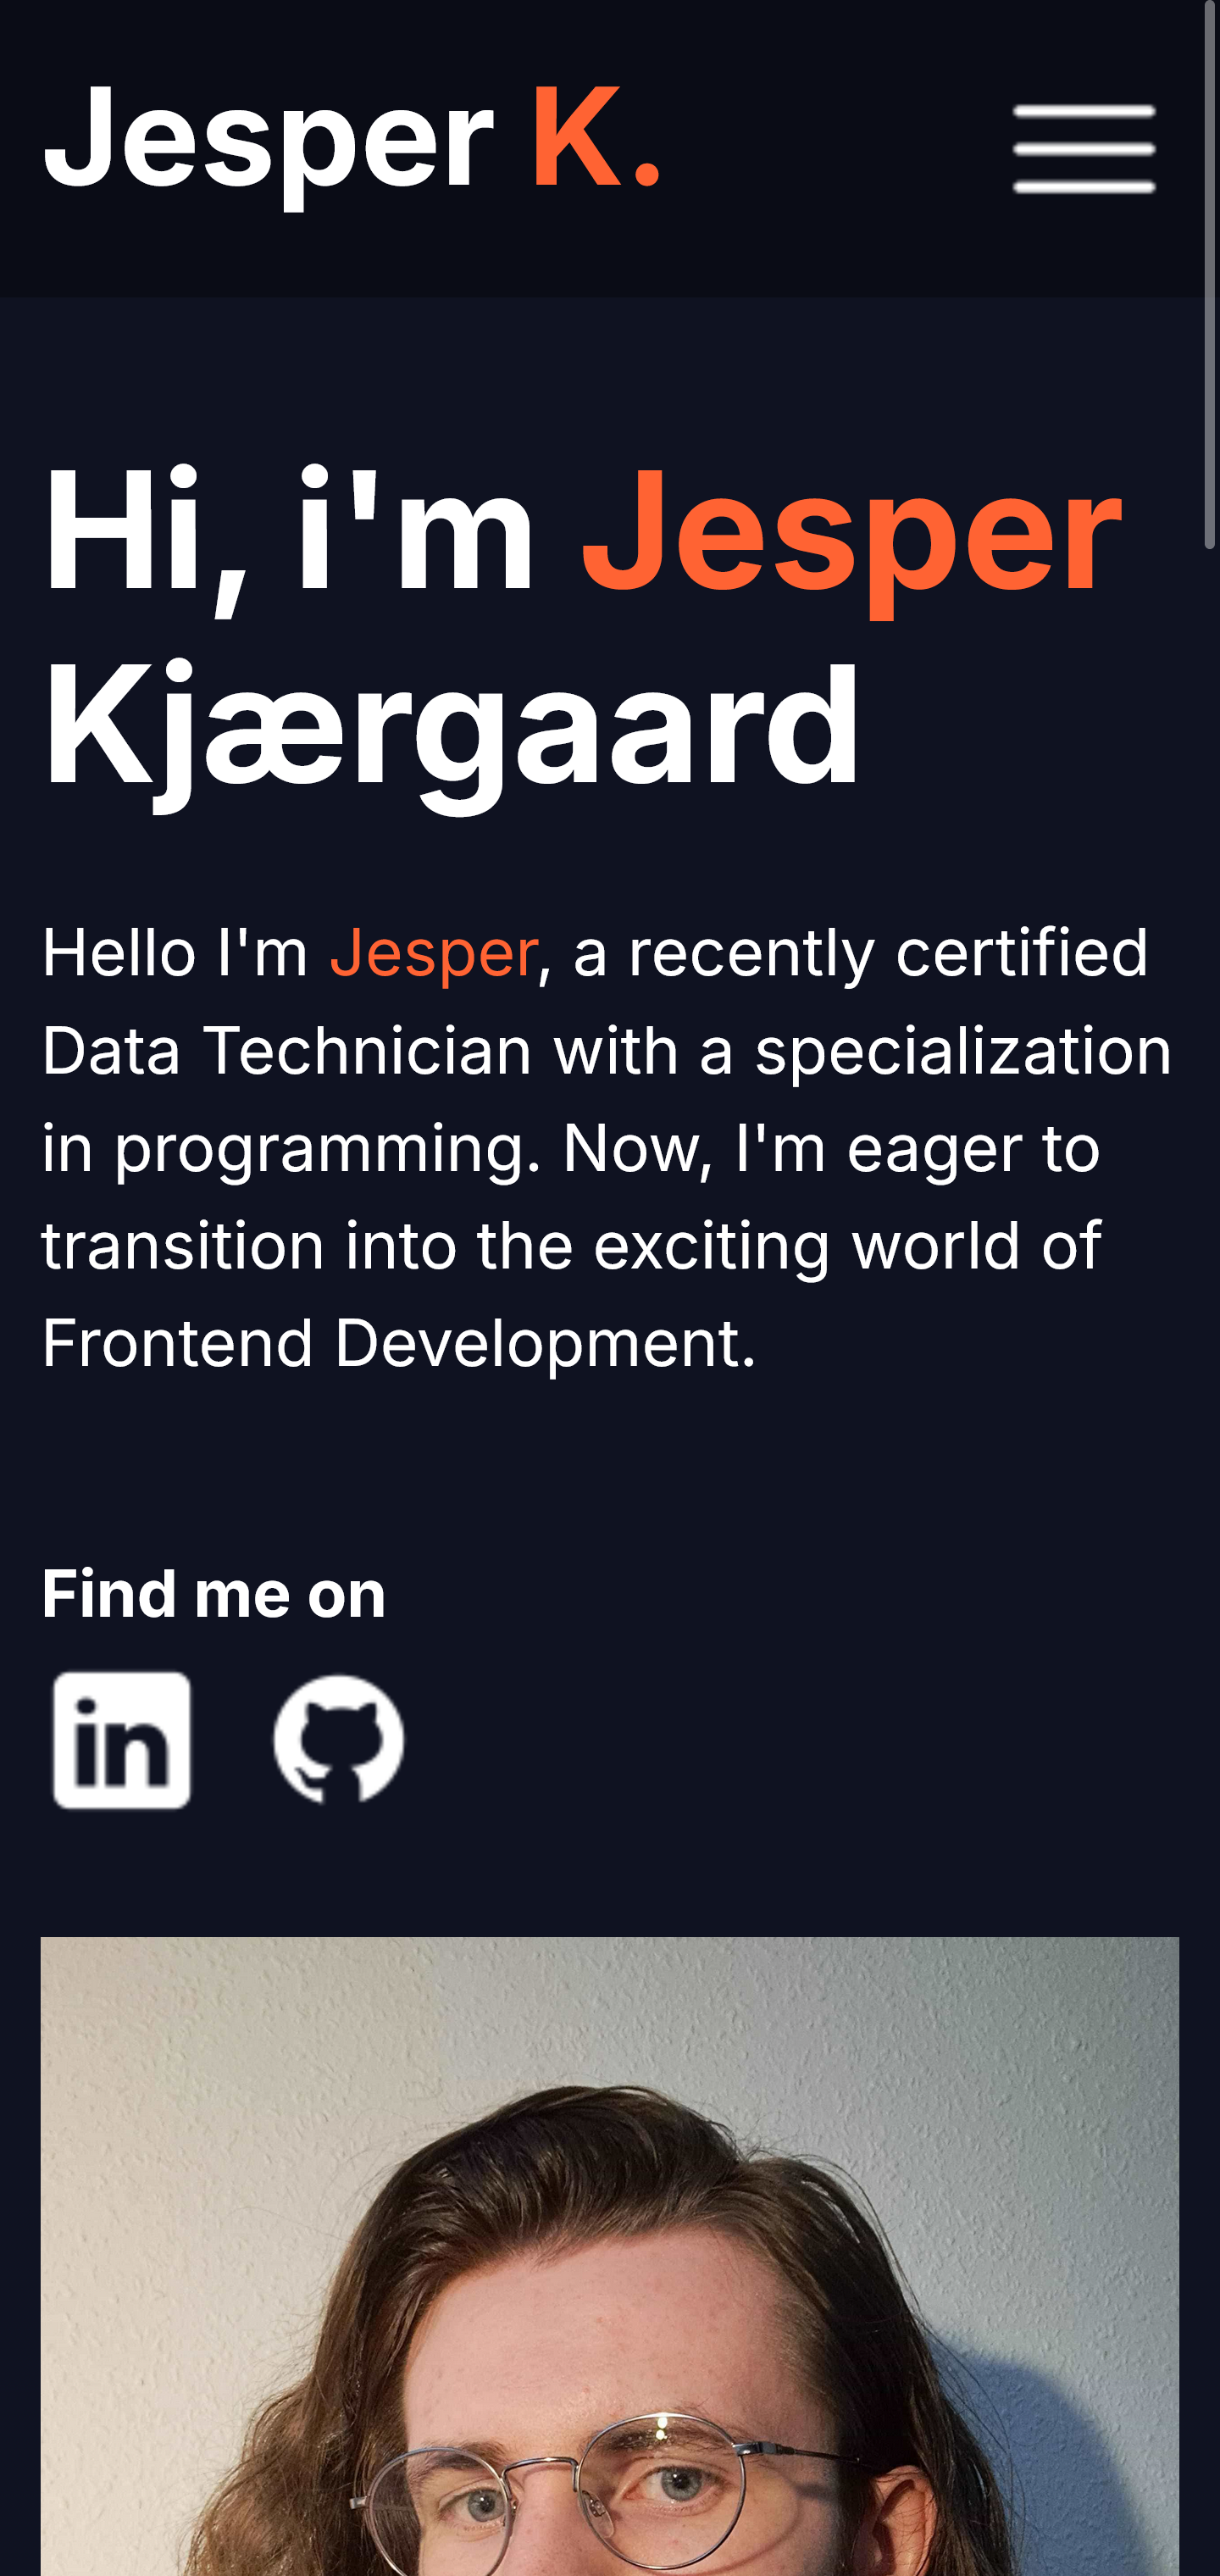 Jesper K.
Hi, i'm Jesper
Kjærgaard
Hello I'm Jesper, a recently certified
Data Technician with a specialization
in programming. Now, I'm eager to
transition into the exciting world of
Frontend Development.
Find me on
in